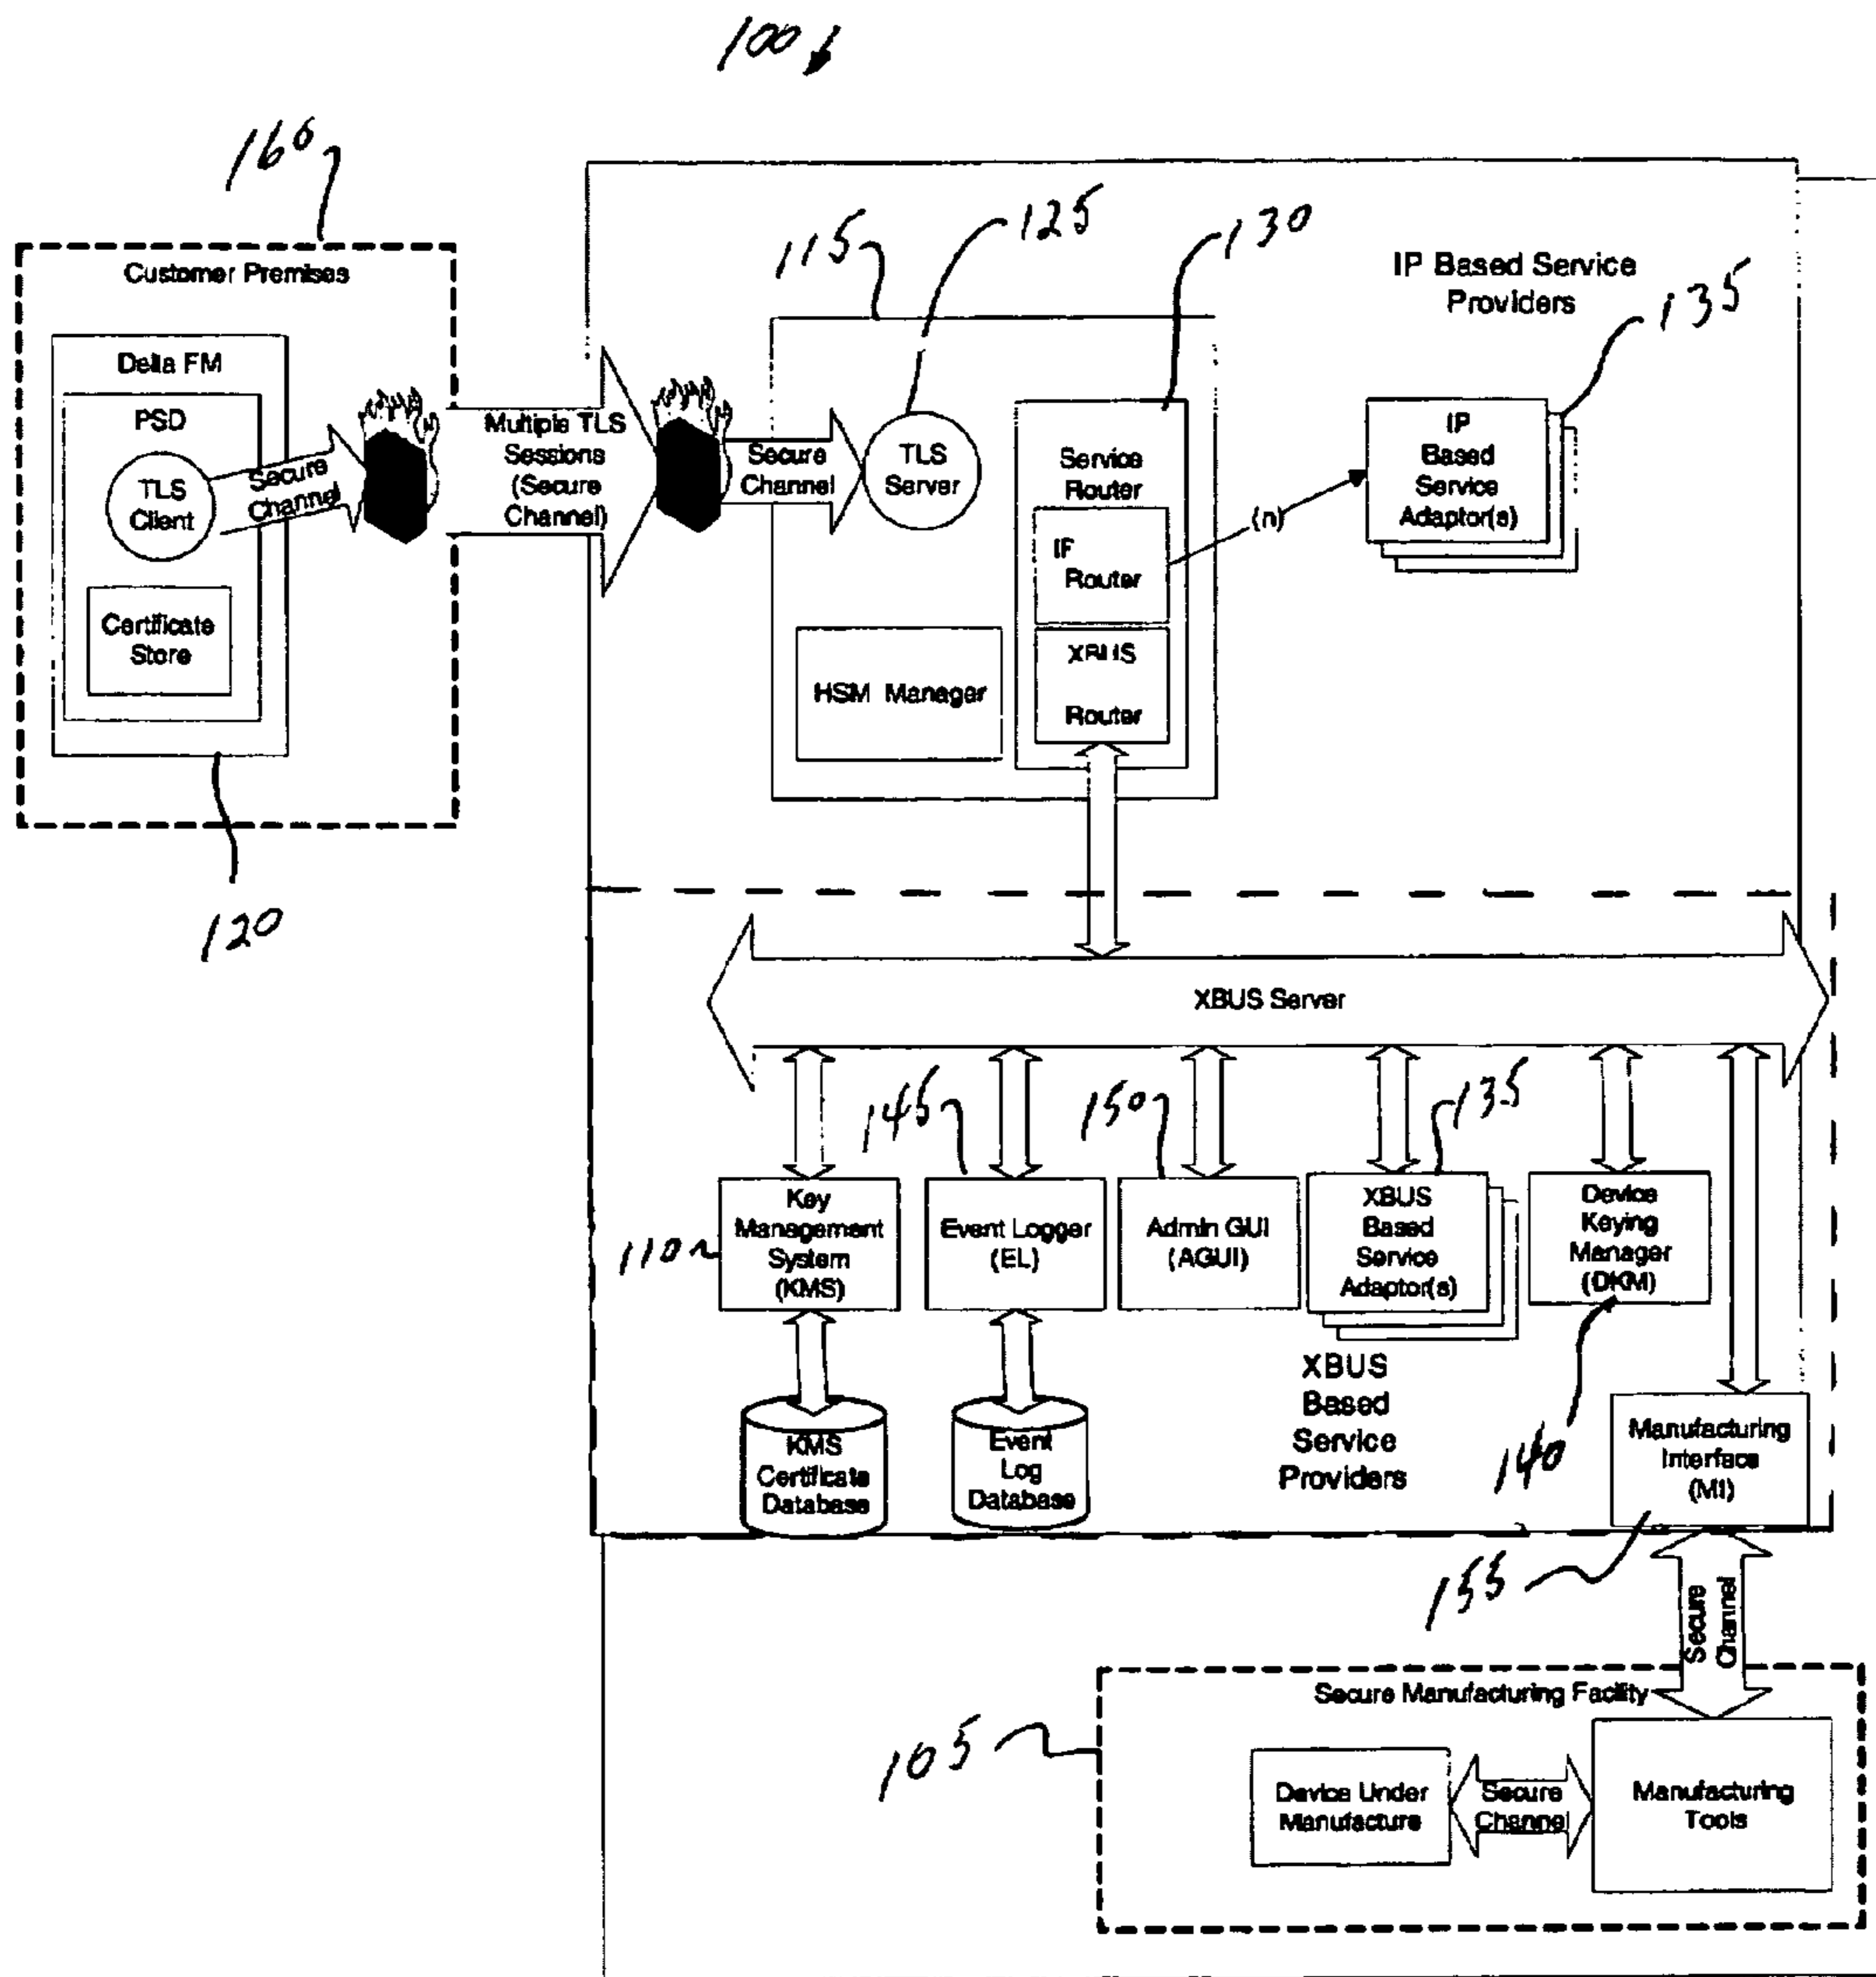 100
160
Customer Premises
Delta FM
PSD
TLS
Client
Secure
Channel
Certificate
Store
120
Multiple TLS
Sessions
(Secure
Channel)
Secure
Channel
115
125
TLS
Server
130
Service
Router
IP
Router
XBUS
Router
HSM Manager
(n)
IP Based Service
Providers
135
IP
Based
Service
Adaptor(s)
XBUS Server
145
150
135
110
Key
Management
System
(KMS)
Event Logger
(EL)
Admin GUI
(AGUI)
XBUS
Based
Service
Adaptor(s)
Device
Keying
Manager
(DKM)
KMS
Certificate
Database
Event
Log
Database
XBUS
Based
Service
Providers
140
Manufacturing
Interface
(MI)
155
Secure
Channel
Secure Manufacturing Facility
105
Device Under
Manufacture
Secure
Channel
Manufacturing
Tools